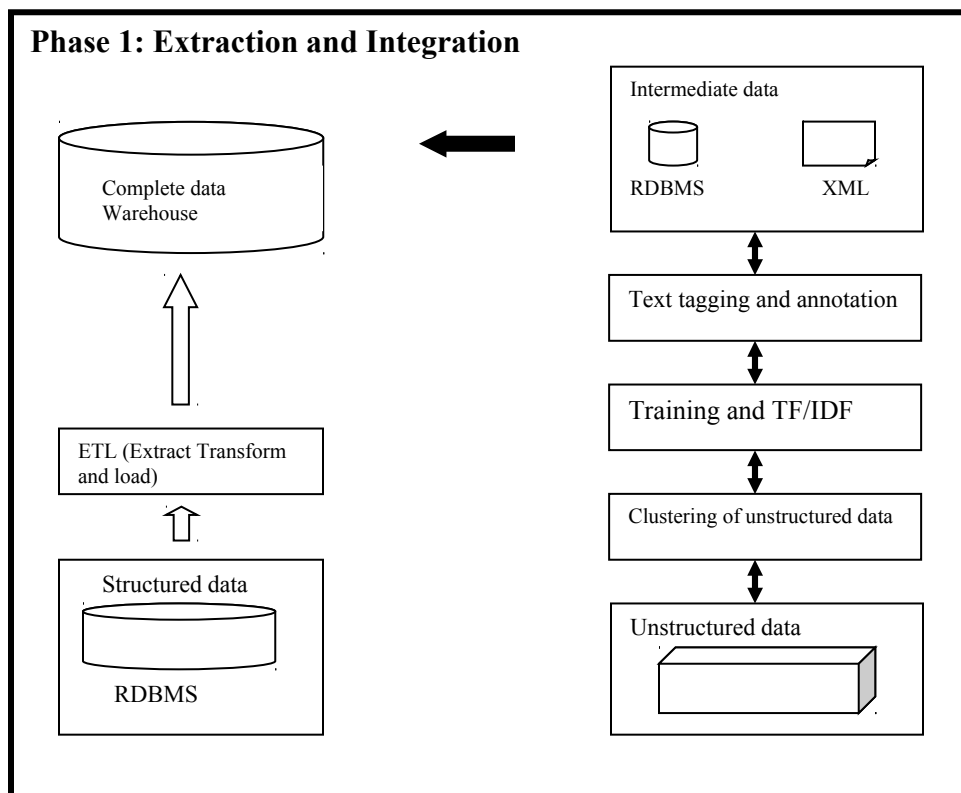 Phase 1: Extraction and Integration
Complete data
Warehouse
ETL (Extract Transform
and load)
Structured data
RDBMS
Intermediate data
RDBMS
XML
Text tagging and annotation
Training and TF/IDF
Clustering of unstructured data
Unstructured data